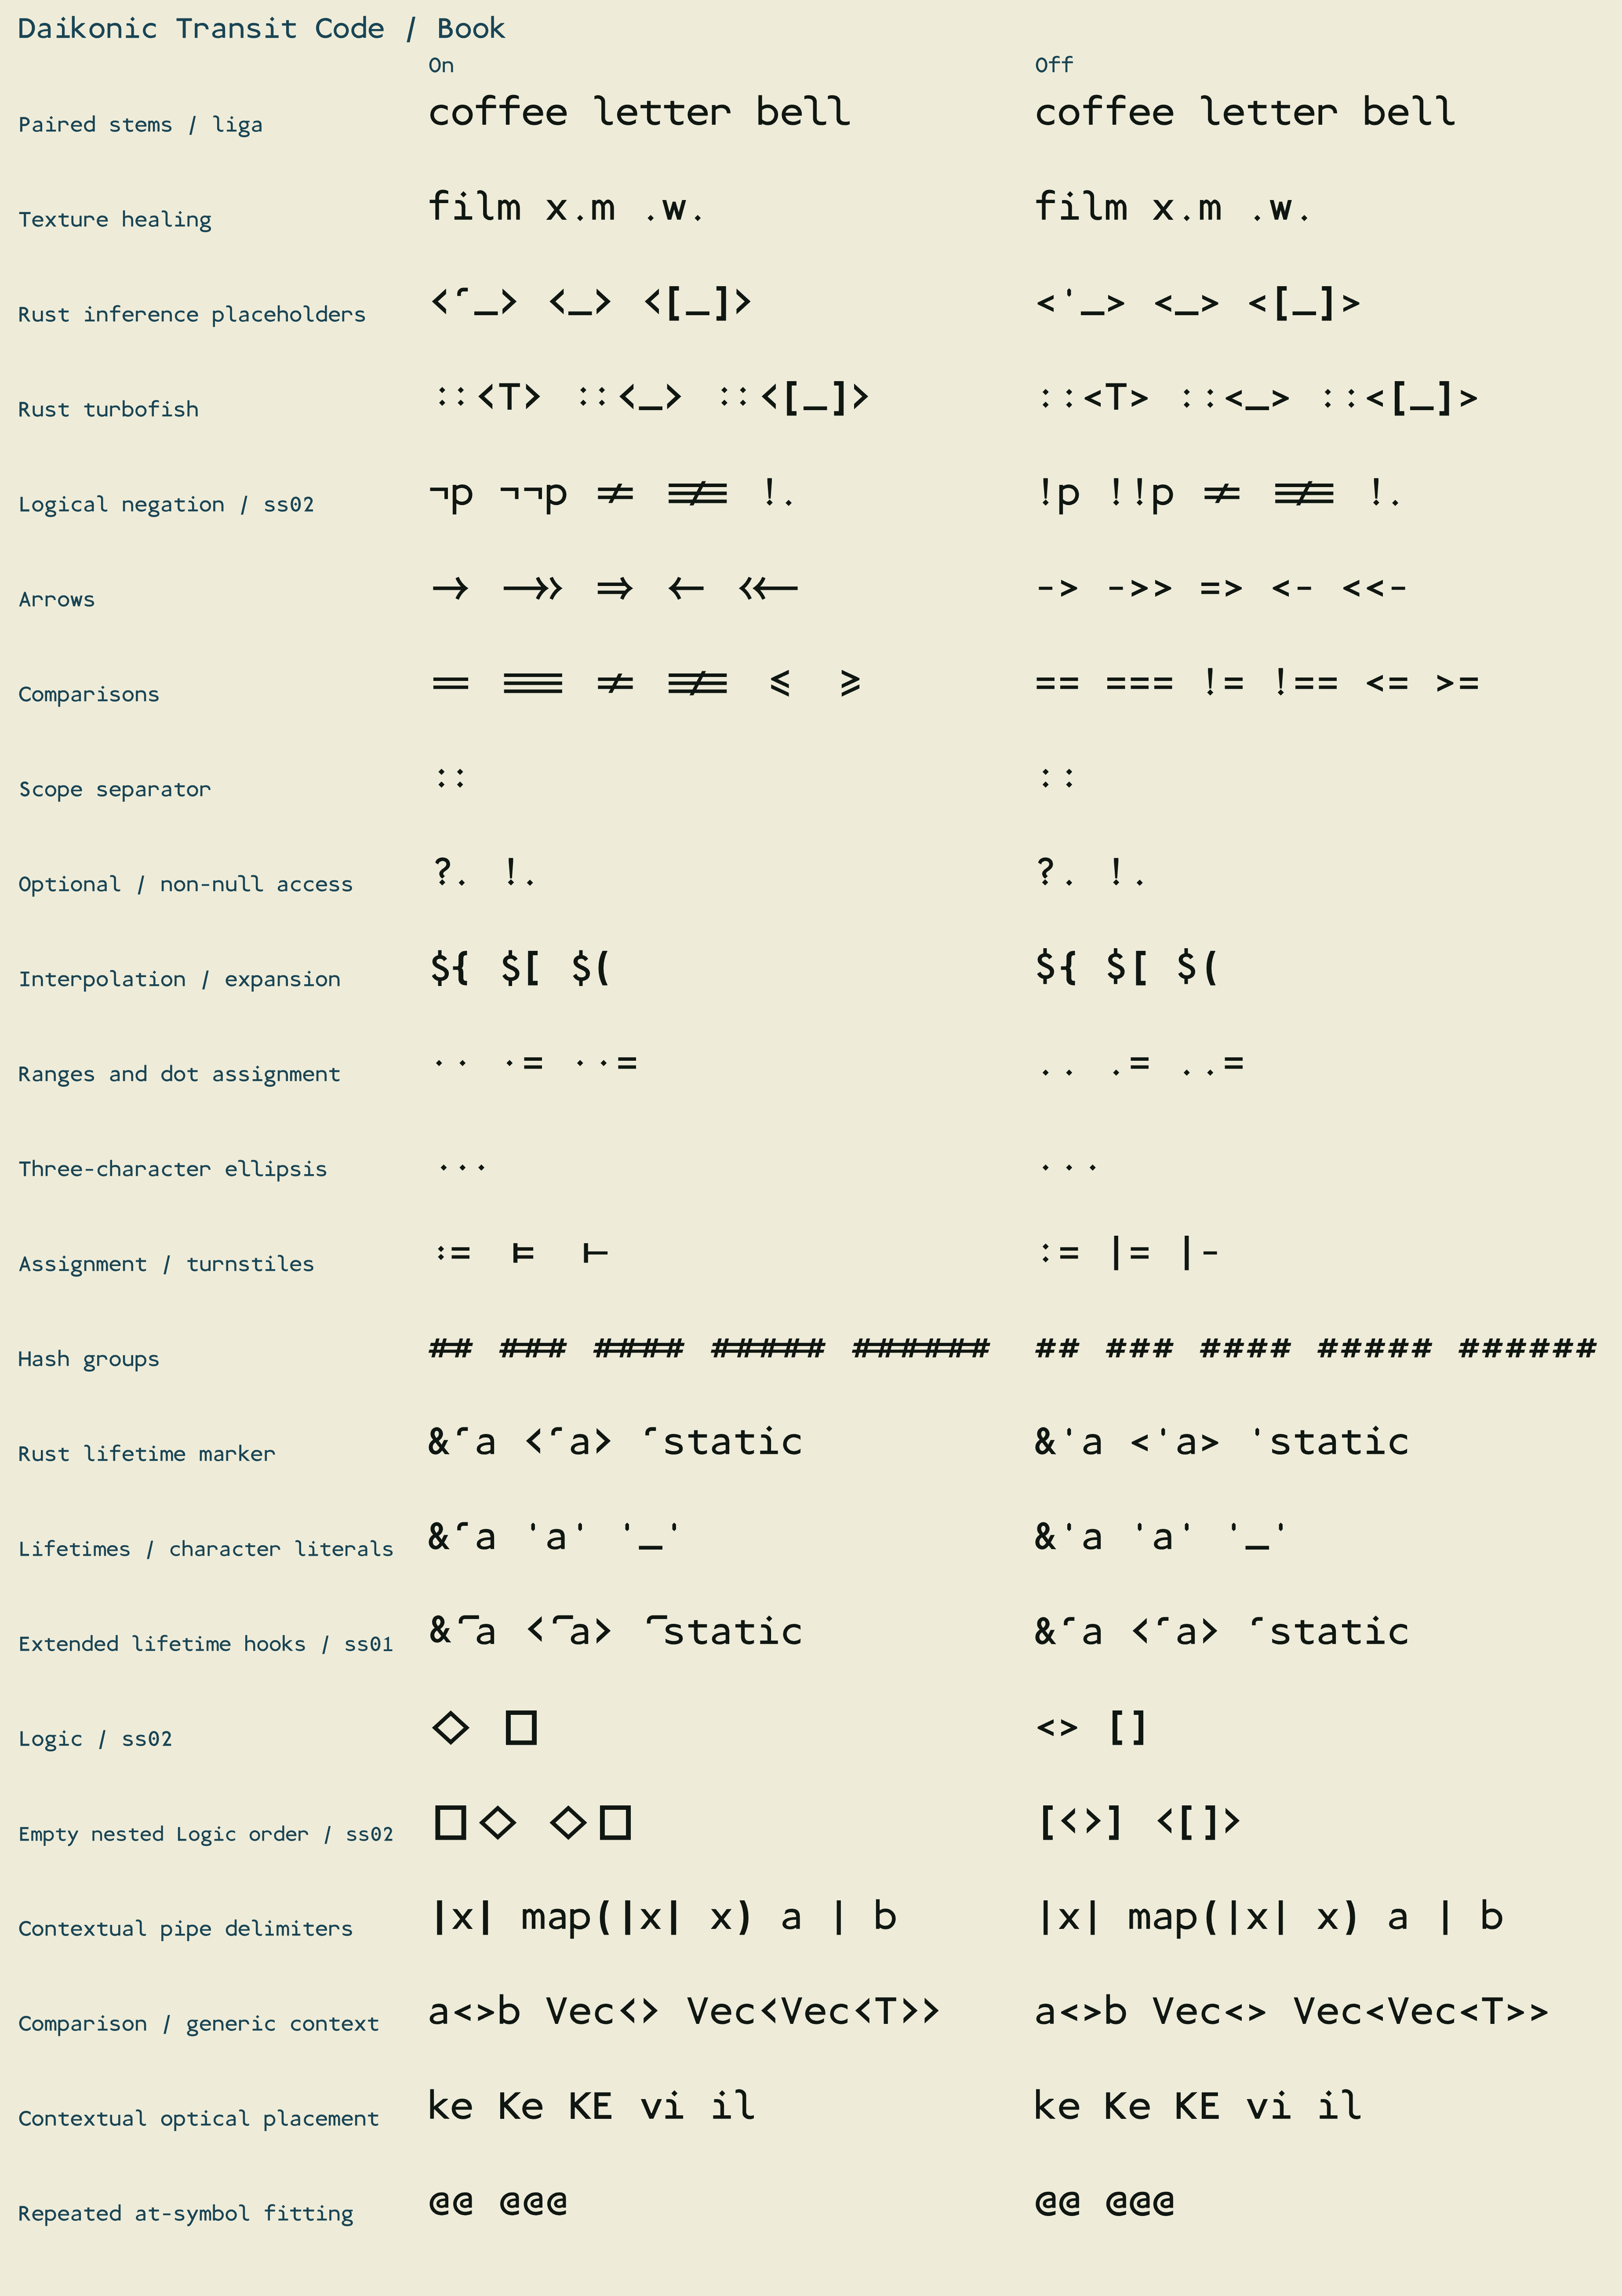 Daikonic Transit Code / Book
On Off
Paired stems / liga coffee letter bell coffee letter bell
Texture healing film x.m .w. film x.m .w.
Rust inference placeholders <՜_> <_> <[_]> <'_> <_> <[_]>
Rust turbofish ::<T> ::<_> ::<[_]> ::<T> ::<_> ::<[_]>
Logical negation / ss02 ¬p ¬¬p ≠ ≢ !. !p !!p ≠ ≢ !.
Arrows → ↠ ⇒ ← ↞ -> ->> => <- <<-
Comparisons = ≡ ≠ ≢ ⩽ ⩾ == === != !== <= >=
Scope separator :: ::
Optional / non-null access ?. !. ?. !.
Interpolation / expansion ${ $[ $( ${ $[ $(
Ranges and dot assignment ·· ·= ··= .. .= ..=
Three-character ellipsis ... ...
Assignment / turnstiles := ⊧ ⊢ := |= |-
Hash groups ## ### #### ##### ###### ## ### #### ##### ######
Rust lifetime marker &՜a <՜a> ՜static &'a <'a> 'static
Lifetimes / character literals &՜a 'a' '_' &'a 'a' '_'
Extended lifetime hooks / ss01 &՜a <՜a> ՜static &՜a <՜a> ՜static
Logic / ss02 ◇ □ <> []
Empty nested Logic order / ss02 □◇ ◇□ [<>] <[]>
Contextual pipe delimiters |x| map(|x| x) a | b |x| map(|x| x) a | b
Comparison / generic context a<>b Vec<> Vec<Vec<T>> a<>b Vec<> Vec<Vec<T>>
Contextual optical placement ke Ke KE vi il ke Ke KE vi il
Repeated at-symbol fitting @@ @@@ @@ @@@